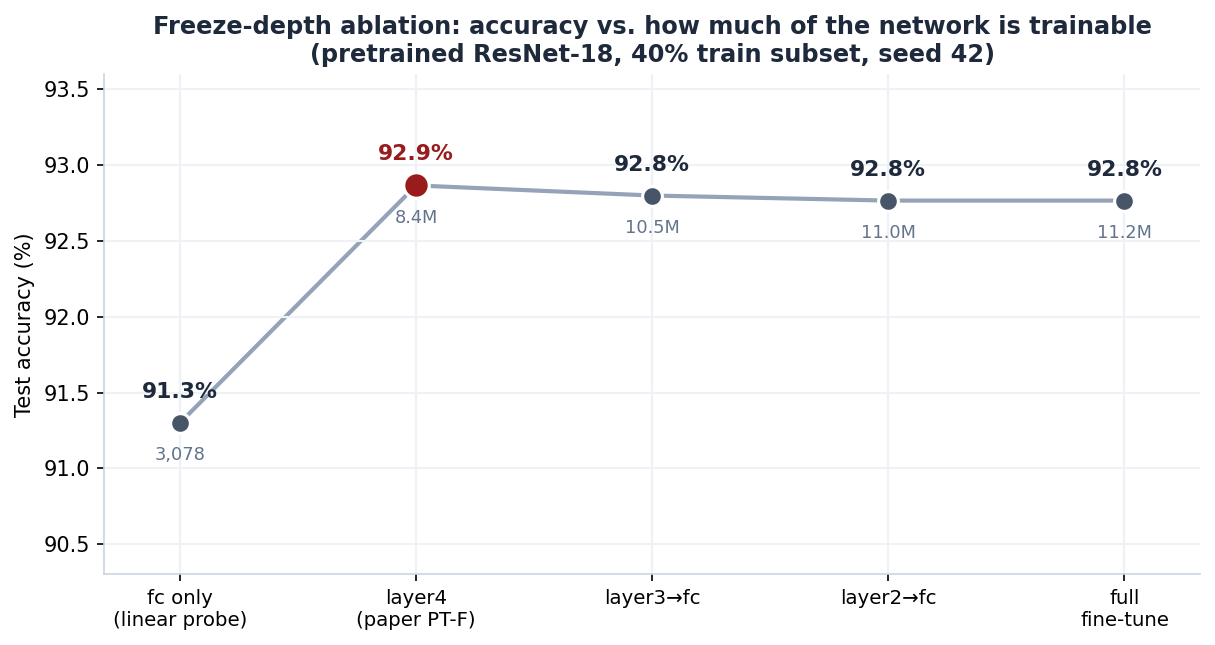 Freeze-depth ablation: accuracy vs. how much of the network is trainable
(pretrained ResNet-18, 40% train subset, seed 42)
Test accuracy (%)
93.5
93.0
92.5
92.0
91.5
91.0
90.5
91.3%
3,078
92.9%
8.4M
92.8%
10.5M
92.8%
11.0M
92.8%
11.2M
fc only
(linear probe)
layer4
(paper PT-F)
layer3→fc
layer2→fc
full
fine-tune